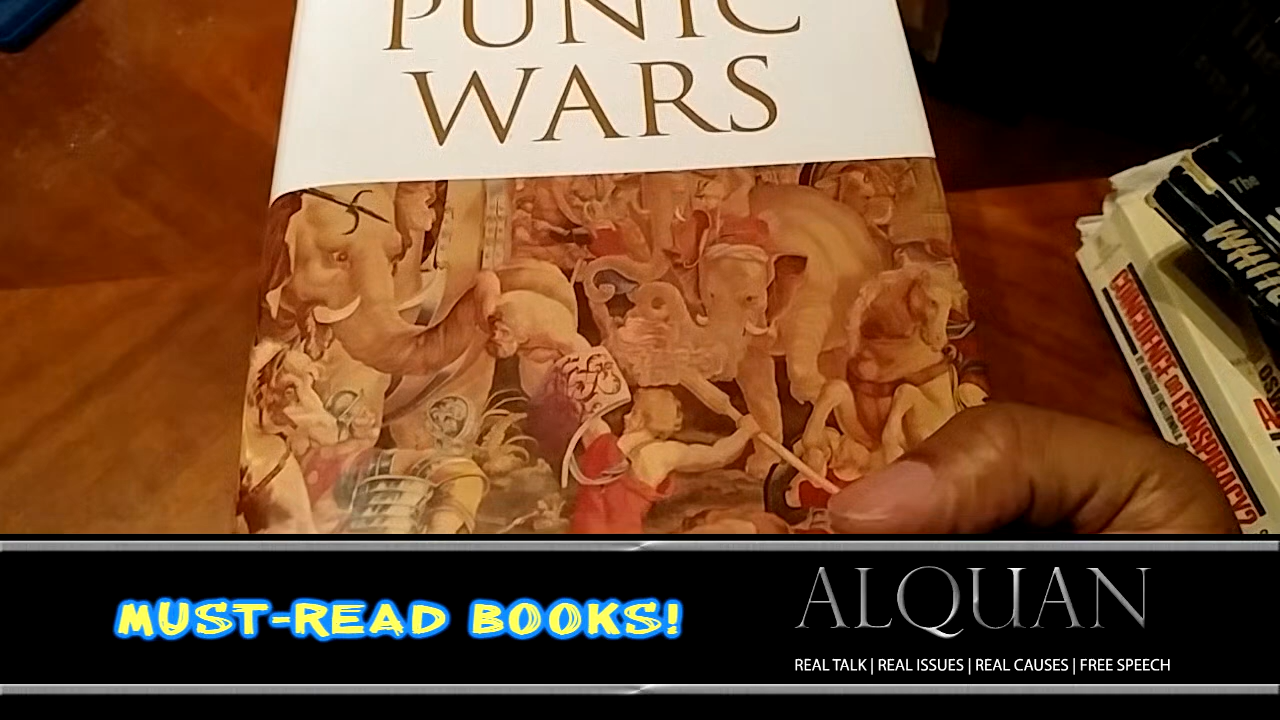 PUNIC
WARS
The
WHITE
COINCIDENCE OR CONSPIRACY?
MUST-READ BOOKS!
ALQUAN
REAL TALK | REAL ISSUES | REAL CAUSES | FREE SPEECH